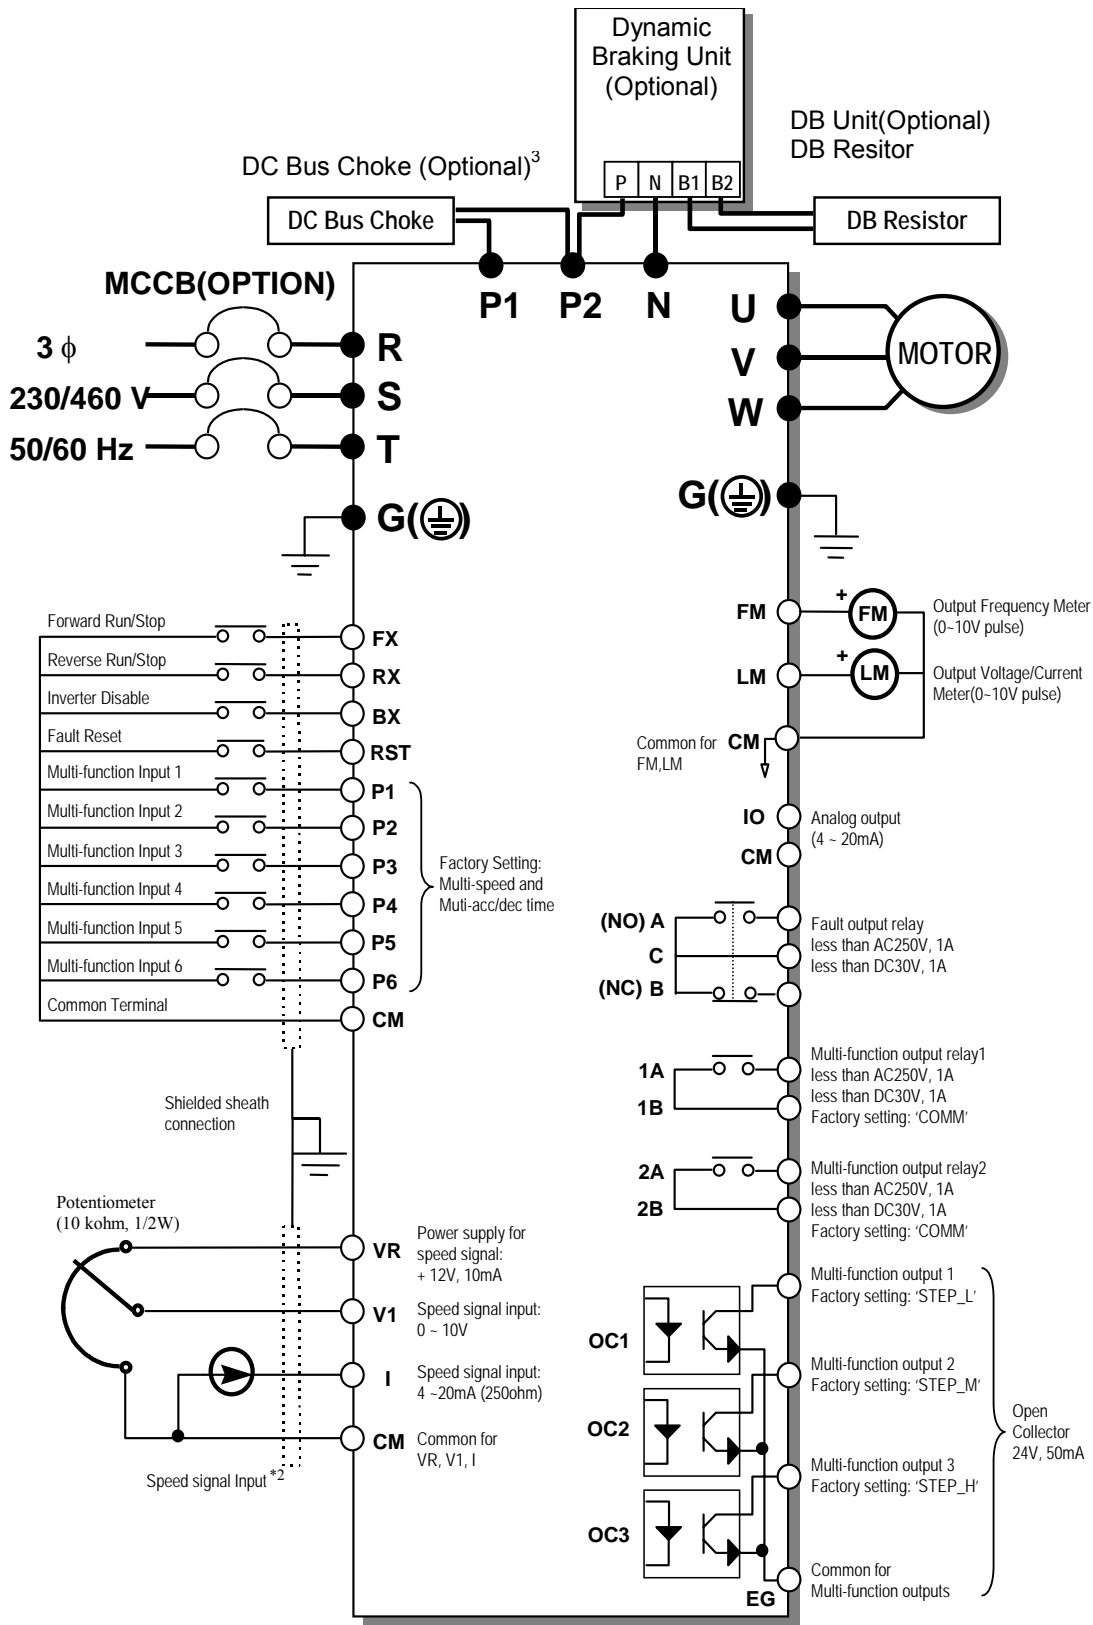 Dynamic
Braking Unit
(Optional)
P N B1 B2
DB Unit(Optional)
DB Resitor
DC Bus Choke (Optional)3
DC Bus Choke
DB Resistor
MCCB(OPTION)
P1 P2 N
3 ϕ
230/460 V
50/60 Hz
R
S
T
G( )
U
V
W
MOTOR
G( )
Forward Run/Stop
FX
Reverse Run/Stop
RX
Inverter Disable
BX
Fault Reset
RST
Multi-function Input 1
P1
Multi-function Input 2
P2
Multi-function Input 3
P3
Multi-function Input 4
P4
Multi-function Input 5
P5
Multi-function Input 6
P6
Common Terminal
CM
Factory Setting:
Multi-speed and
Muti-acc/dec time
Shielded sheath
connection
Potentiometer
(10 kohm, 1/2W)
VR
Power supply for
speed signal:
+ 12V, 10mA
V1
Speed signal input:
0 ~ 10V
I
Speed signal input:
4 ~20mA (250ohm)
CM
Common for
VR, V1, I
Speed signal Input *2
FM
+
FM
Output Frequency Meter
(0~10V pulse)
LM
+
LM
Output Voltage/Current
Meter(0~10V pulse)
Common for
FM,LM
CM
IO
CM
Analog output
(4 ~ 20mA)
(NO) A
C
(NC) B
Fault output relay
less than AC250V, 1A
less than DC30V, 1A
1A
1B
Multi-function output relay1
less than AC250V, 1A
less than DC30V, 1A
Factory setting: ‘COMM’
2A
2B
Multi-function output relay2
less than AC250V, 1A
less than DC30V, 1A
Factory setting: ‘COMM’
OC1
Multi-function output 1
Factory setting: ‘STEP_L’
OC2
Multi-function output 2
Factory setting: ‘STEP_M’
OC3
Multi-function output 3
Factory setting: ‘STEP_H’
EG
Common for
Multi-function outputs
Open
Collector
24V, 50mA